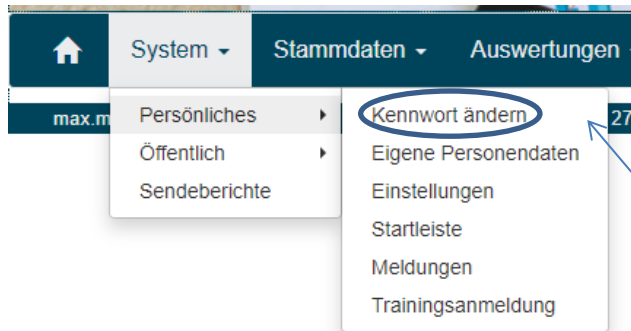 System Stammdaten Auswertungen
max.m Persönliches Kennwort ändern 27
Öffentlich Eigene Personendaten
Sendeberichte Einstellungen
Startleiste
Meldungen
Trainingsanmeldung